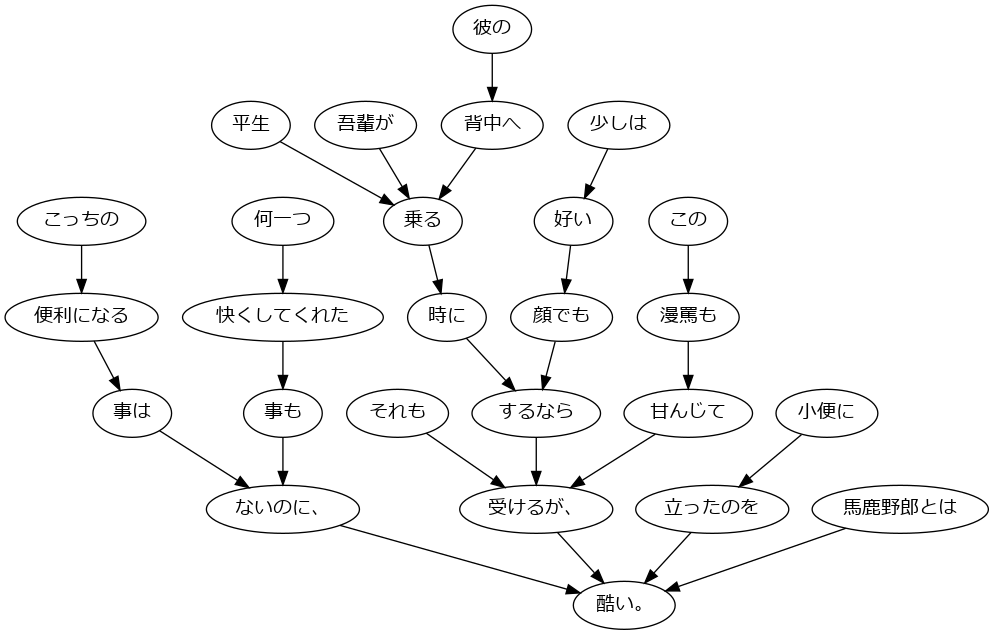 彼の
平生
吾輩が
背中へ
少しは
こっちの
何一つ
乗る
好い
この
便利になる
快くしてくれた
時に
顔でも
漫罵も
事は
事も
それも
するなら
甘んじて
小便に
ないのに、
受けるが、
立ったのを
馬鹿野郎とは
酷い。